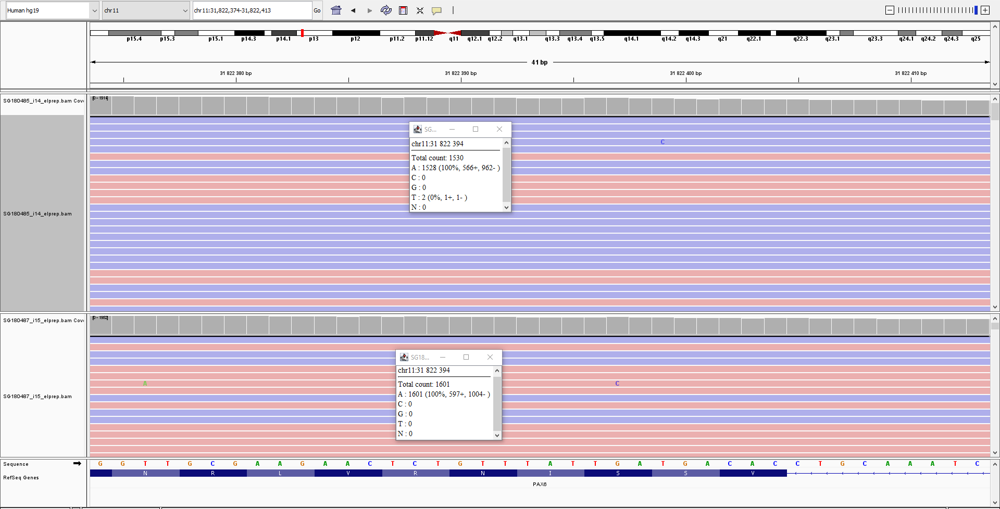 Human hg19 chr11 chr11:31,822,374-31,822,413 Go
p15.4 p15.3 p15.1 p14.3 p14.1 p13 p12 p11.2 p11.12 q11 q12.1 q12.2 q13.1 q13.3 q13.4 q13.5 q14.1 q14.2 q14.3 q21 q22.1 q22.3 q23.1 q23.3 q24.1 q24.2 q24.3 q25
41 bp
31 822 380 bp 31 822 390 bp 31 822 400 bp 31 822 410 bp
SG180485_i14_elprep.bam Cov
[0 - 1914]
SG...
chr11:31 822 394
Total count: 1530
A : 1528 (100%, 566+, 962- )
C : 0
G : 0
T : 2 (0%, 1+, 1- )
N : 0
C
SG180485_i14_elprep.bam
SG180487_i15_elprep.bam Cov
[0 - 1952]
SG18...
chr11:31 822 394
Total count: 1601
A : 1601 (100%, 597+, 1004- )
C : 0
G : 0
T : 0
N : 0
A C
SG180487_i15_elprep.bam
Sequence G G T T G C G A A G A A C T C T G T T T A T T G A T G A C A C C T G C A A A T C
N R L V R N I S S V
RefSeq Genes
PAX6